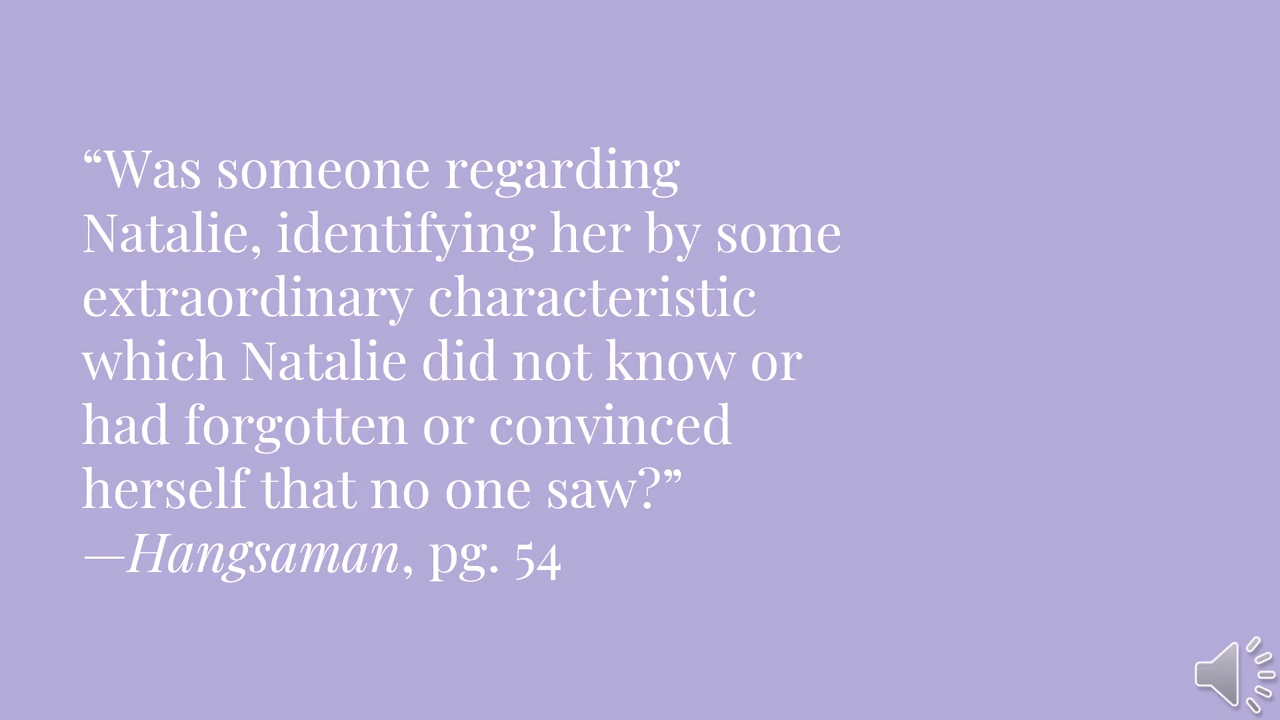 “Was someone regarding
Natalie, identifying her by some
extraordinary characteristic
which Natalie did not know or
had forgotten or convinced
herself that no one saw?”
—Hangsaman, pg. 54